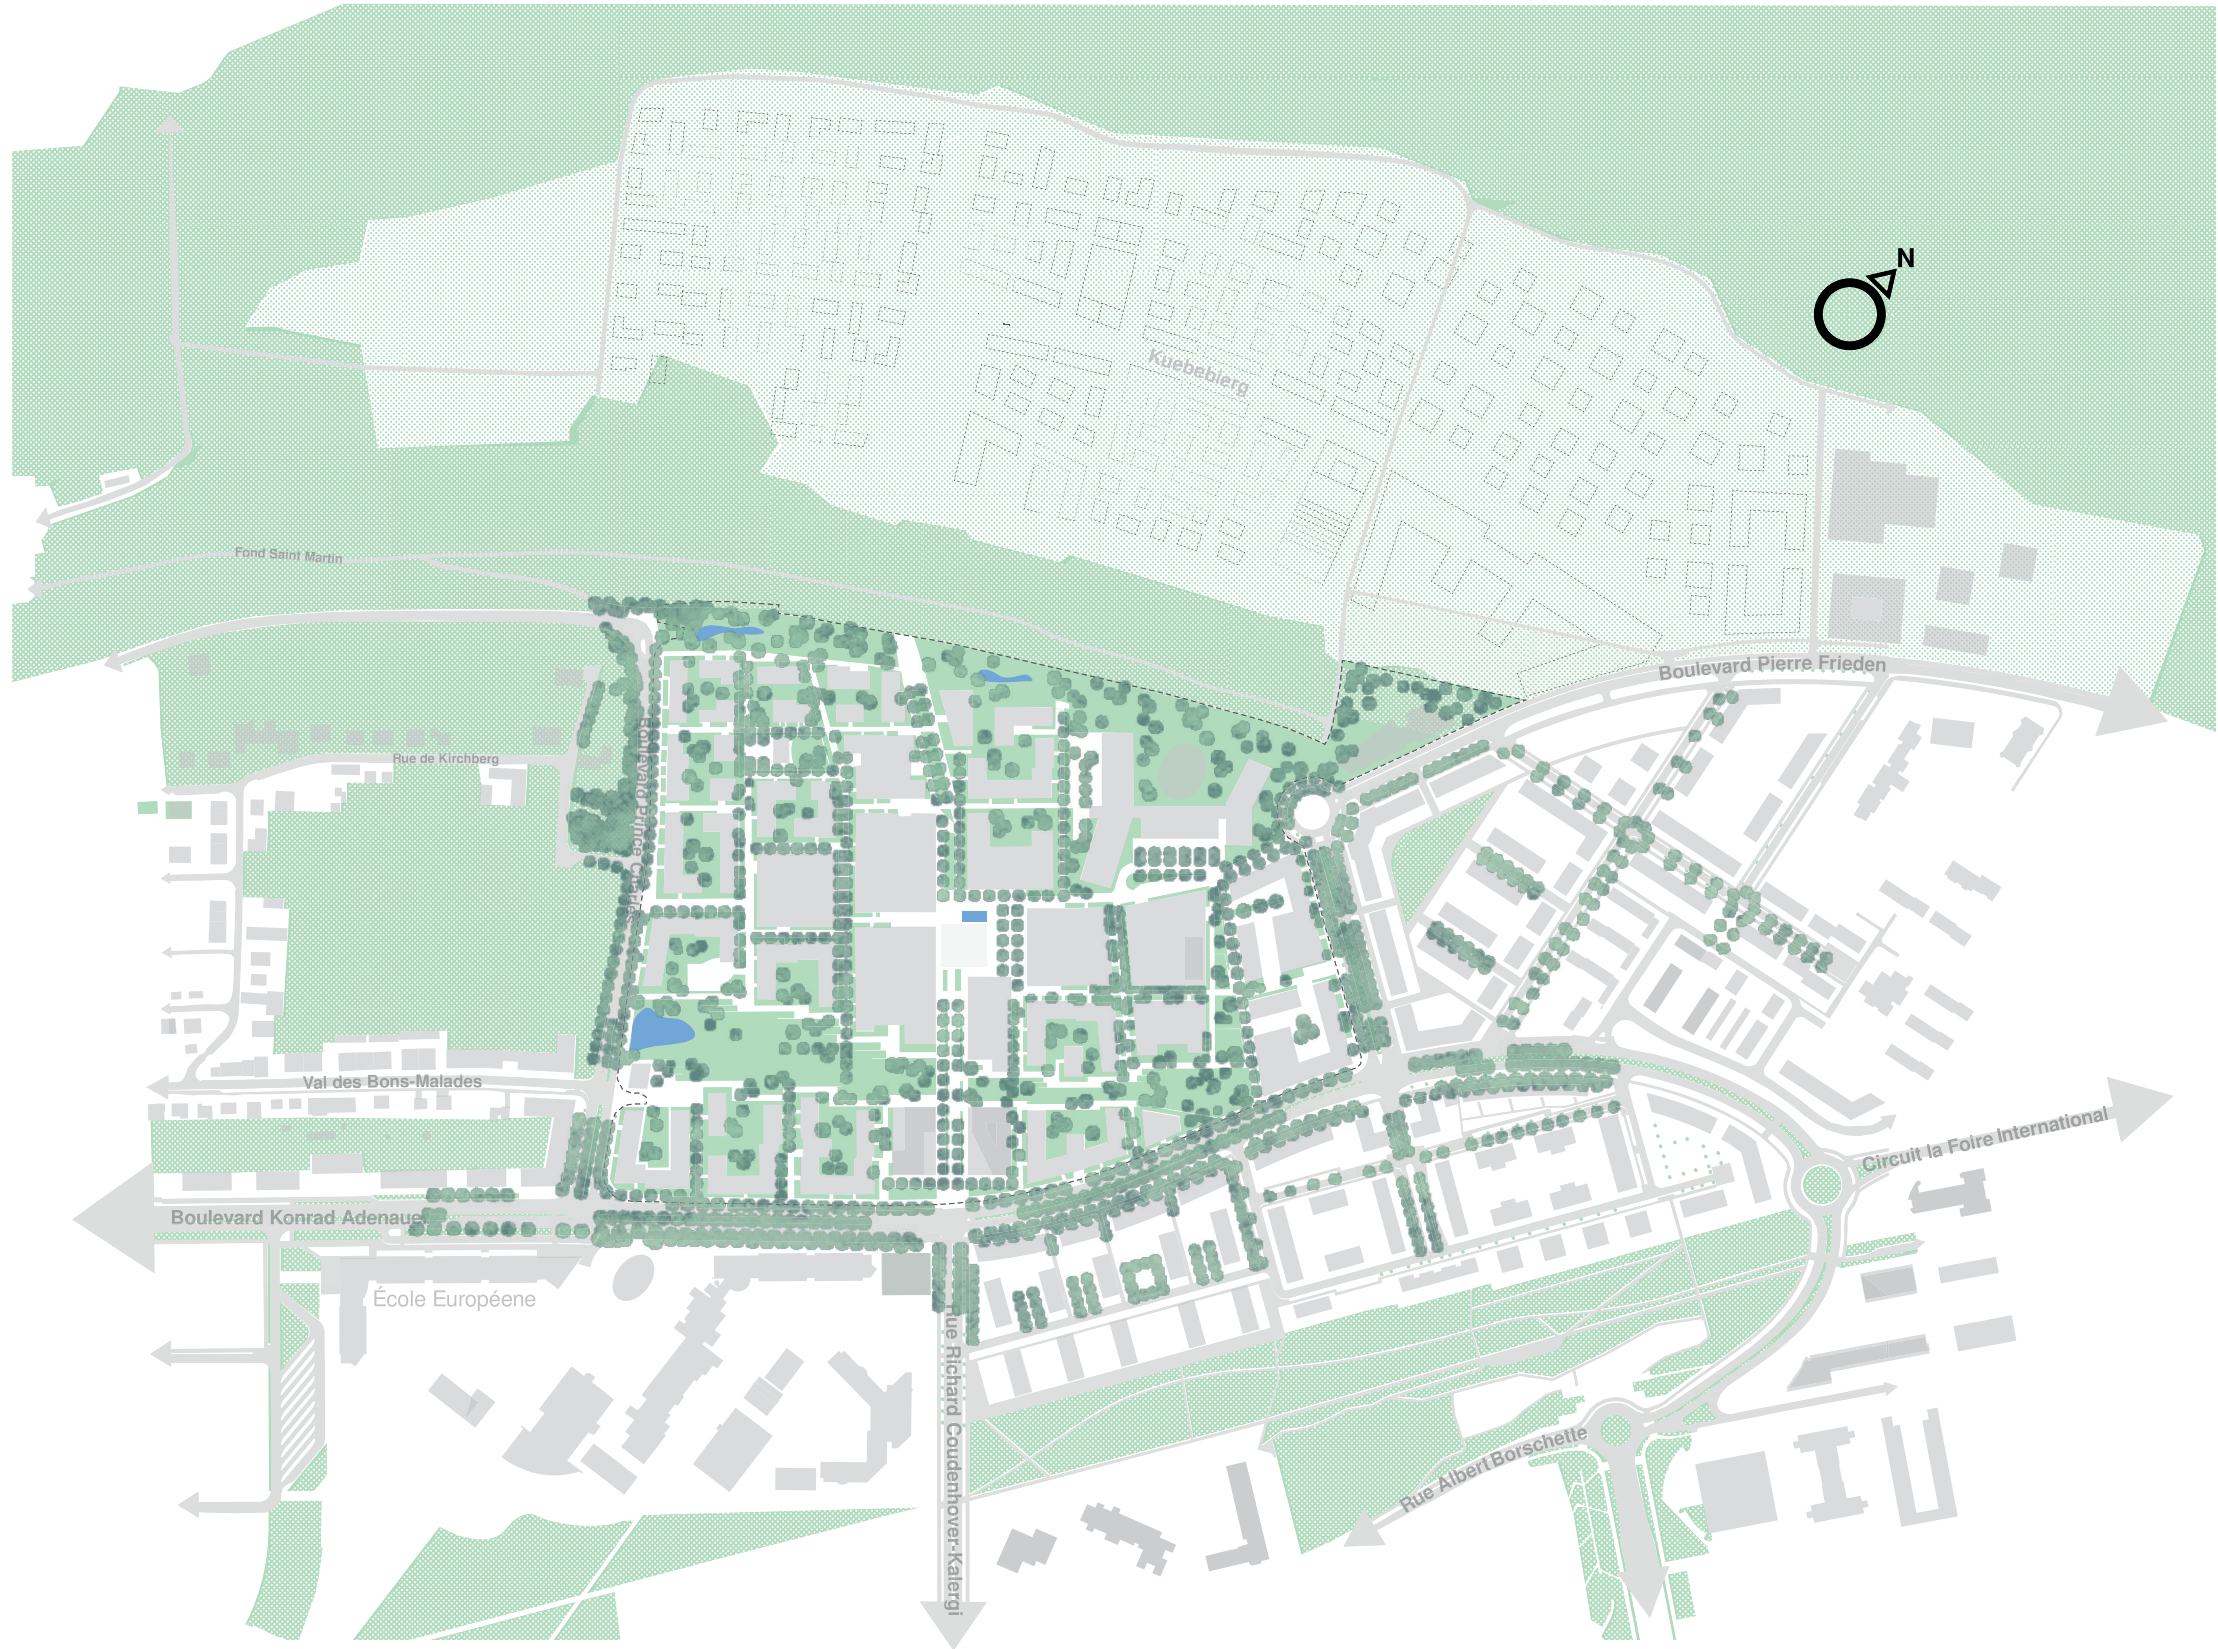 N
Kuebebierg
Fond Saint Martin
Boulevard Pierre Frieden
Boulevard Prince Charles
Rue de Kirchberg
Val des Bons-Malades
Circuit la Foire International
Boulevard Konrad Adenauer
École Européene
Rue Richard Coudenhover-Kalergi
Rue Albert Borschette